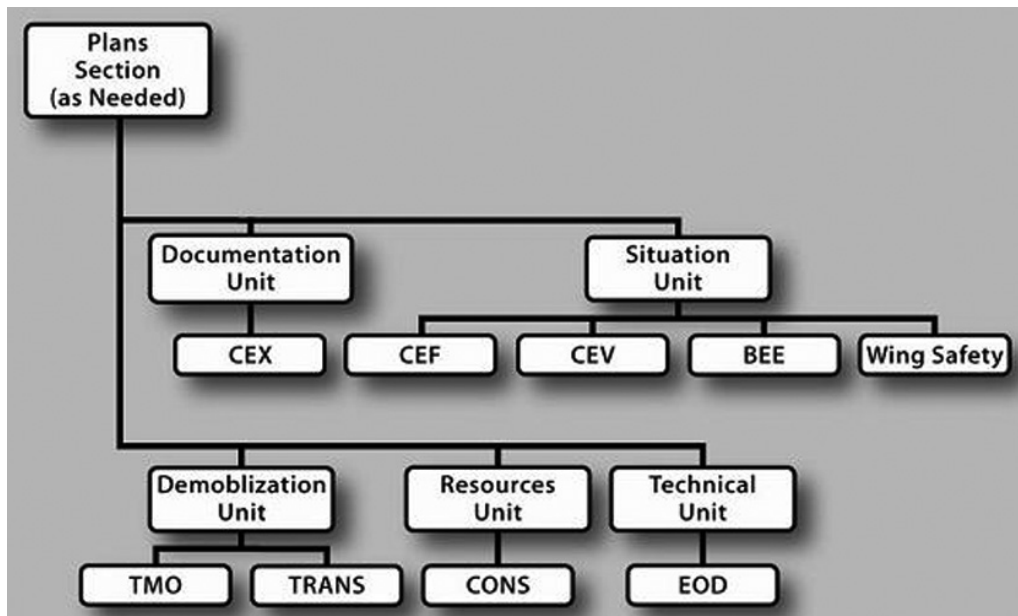 Plans
Section
(as Needed)
Documentation
Unit
Situation
Unit
CEX
CEF
CEV
BEE
Wing Safety
Demoblization
Unit
Resources
Unit
Technical
Unit
TMO
TRANS
CONS
EOD